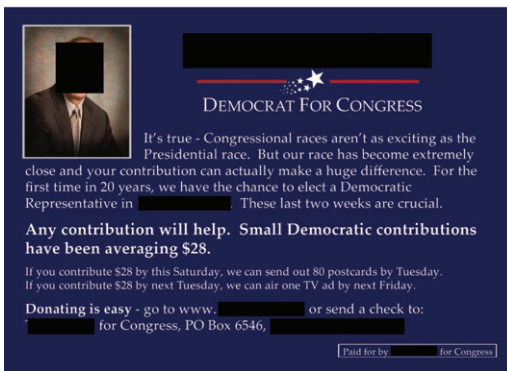 DEMOCRAT FOR CONGRESS
It's true - Congressional races aren't as exciting as the
Presidential race. But our race has become extremely
close and your contribution can actually make a huge difference. For the
first time in 20 years, we have the chance to elect a Democratic
Representative in . These last two weeks are crucial.
Any contribution will help. Small Democratic contributions
have been averaging $28.
If you contribute $28 by this Saturday, we can send out 80 postcards by Tuesday.
If you contribute $28 by next Tuesday, we can air one TV ad by next Friday.
Donating is easy - go to www. or send a check to:
for Congress, PO Box 6546,
Paid for by for Congress